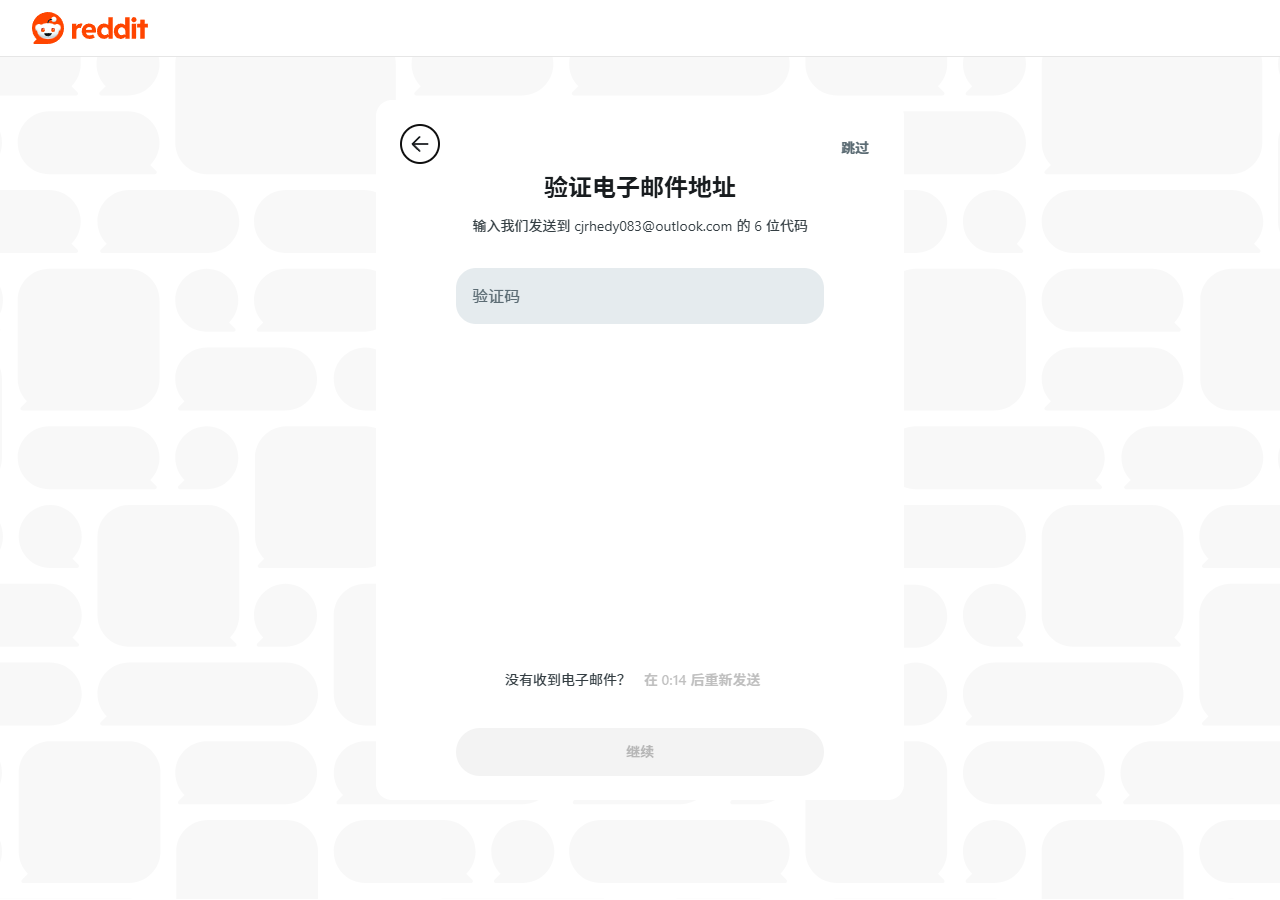 reddit
跳过
验证电子邮件地址
输入我们发送到 cjrhedy083@outlook.com 的 6 位代码
验证码
没有收到电子邮件? 在 0:14 后重新发送
继续